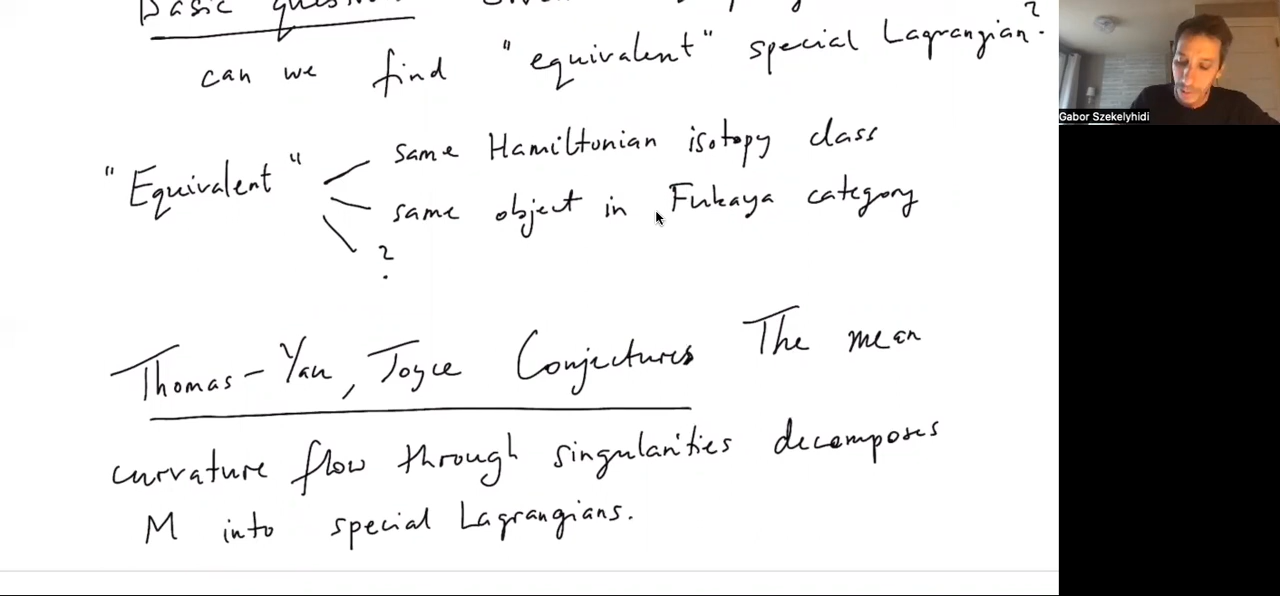 Basic
can we find "equivalent" special Lagrangian?
"Equivalent" same Hamiltonian isotopy class
same object in Fukaya category
?
Thomas-Yau, Joyce Conjectures The mean
curvature flow through singularities decomposes
M into special Lagrangians.
Gabor Szekelyhidi